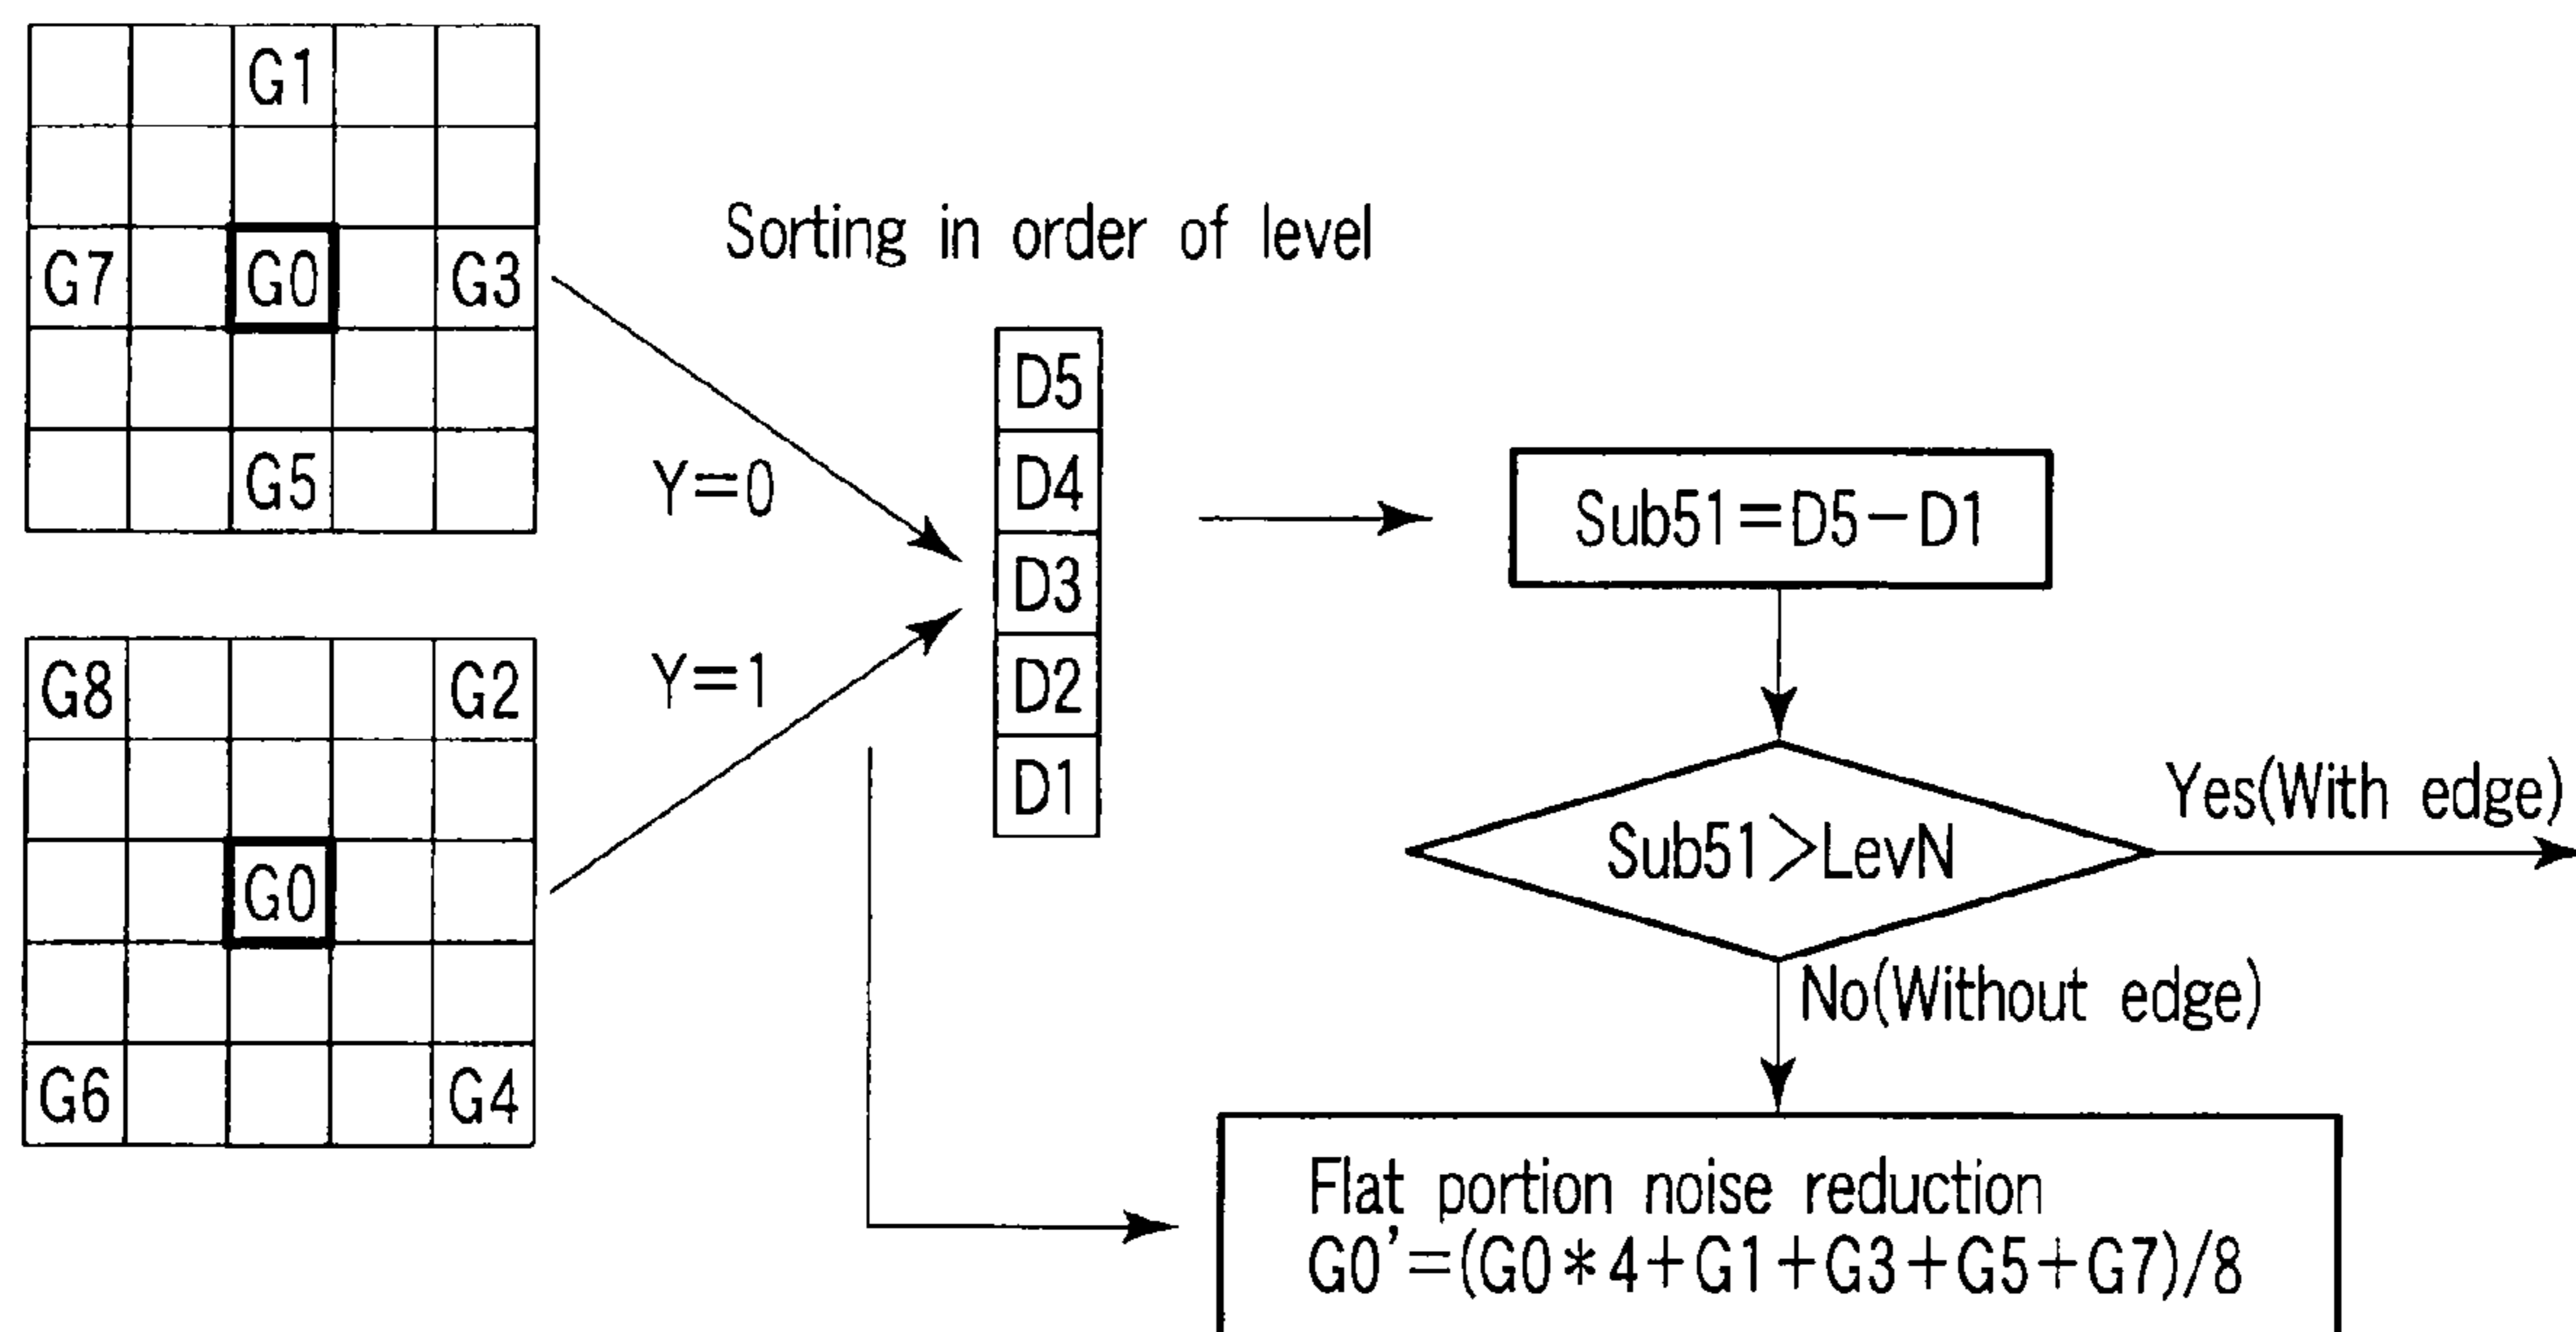 G1
G7 G0 G3
G5
G8 G2
G0
G6 G4
Y=0
Y=1
Sorting in order of level
D5
D4
D3
D2
D1
Sub51=D5-D1
Sub51>LevN
Yes(With edge)
No(Without edge)
Flat portion noise reduction
G0'=(G0*4+G1+G3+G5+G7)/8